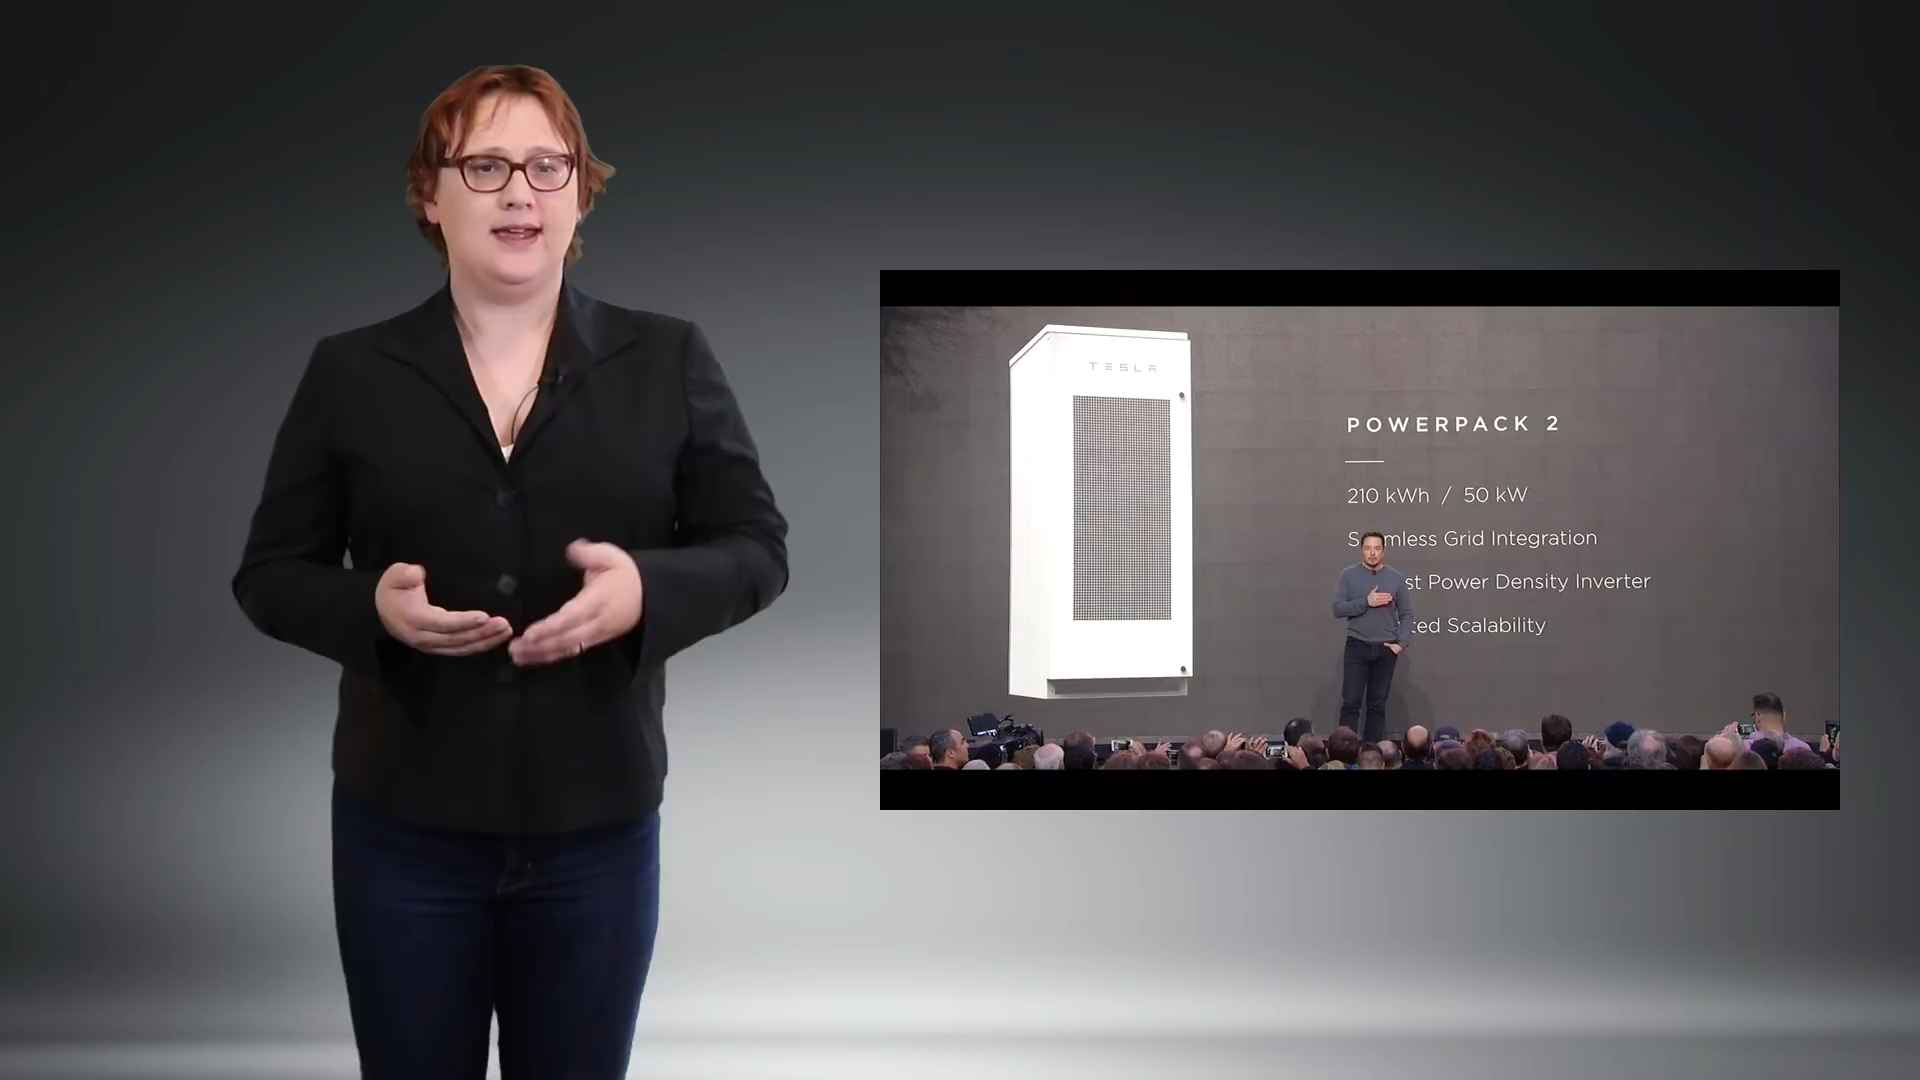 TESLA
POWERPACK 2
210 kWh / 50 kW
Grid Integration
Power Density Inverter
Scalability